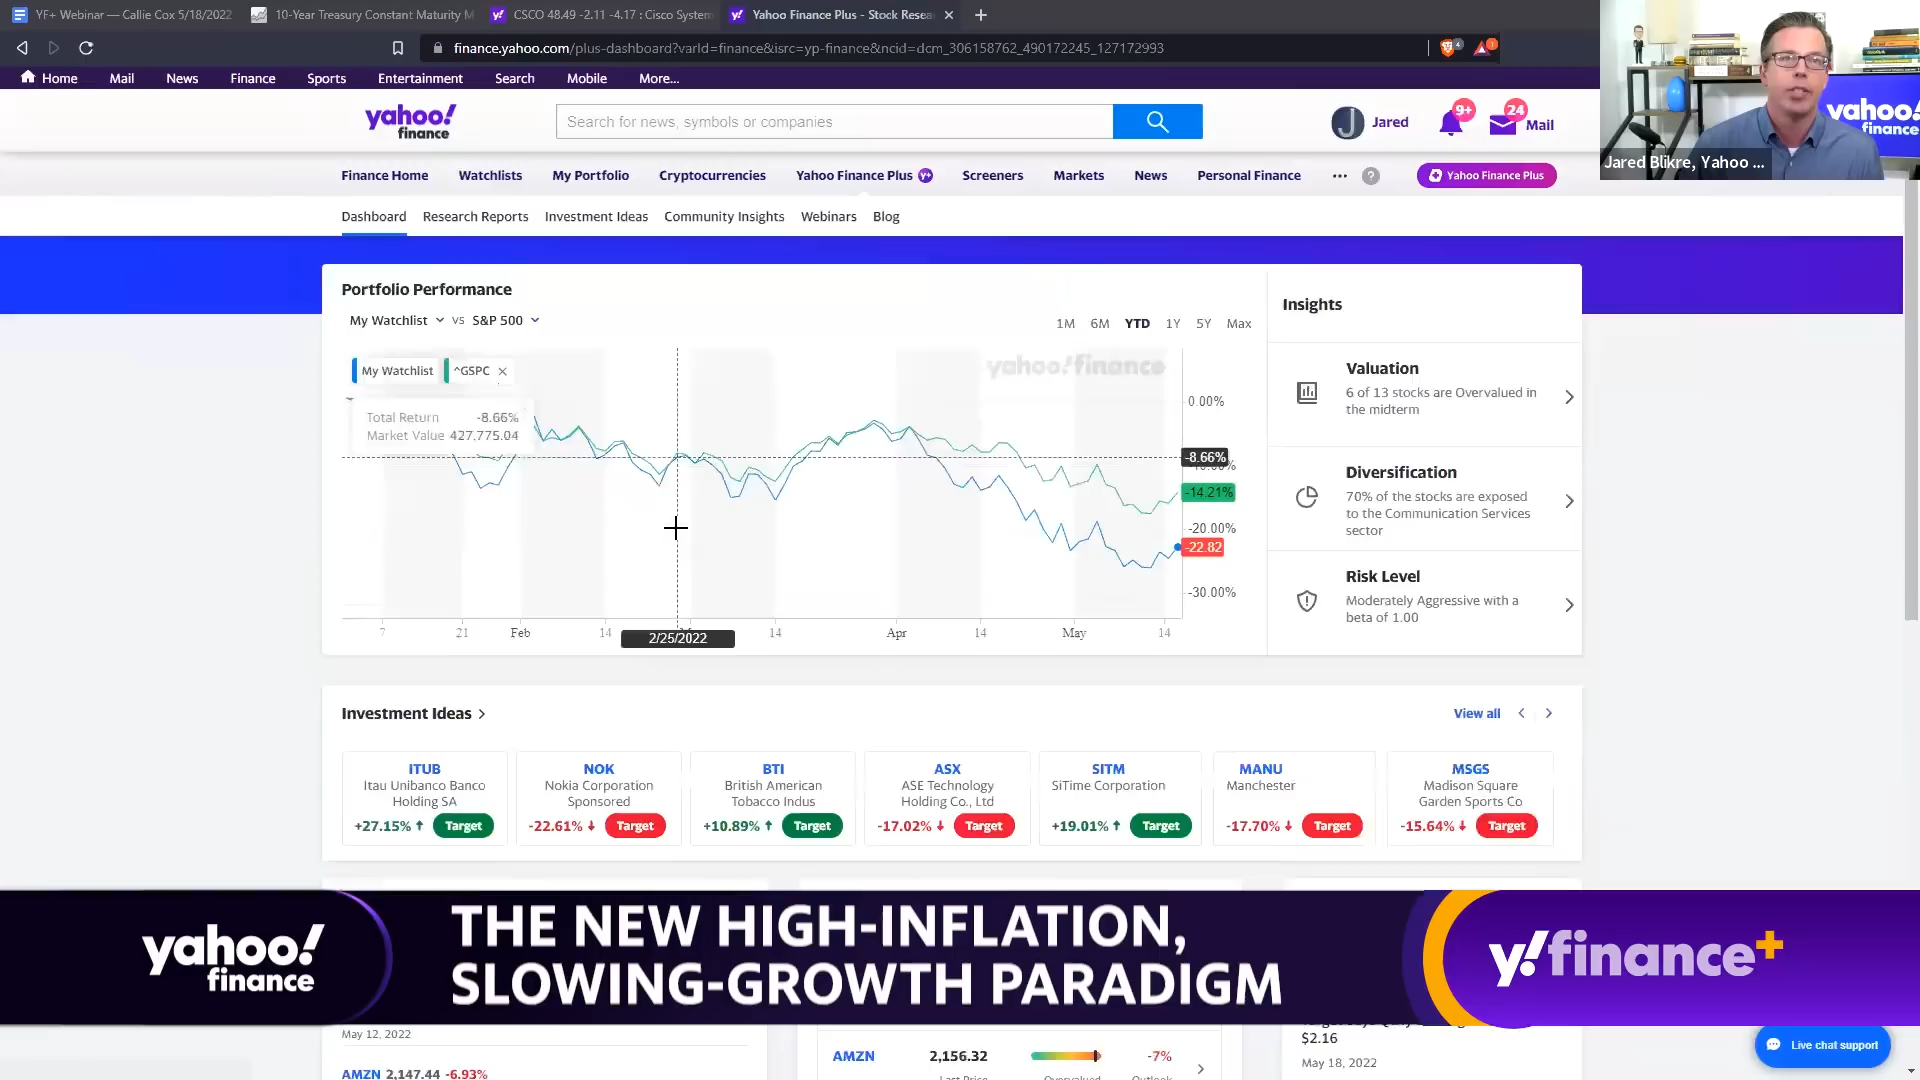 YF+ Webinar — Callie Cox 5/18/2022
10-Year Treasury Constant Maturity M
CSCO 48.49 -2.11 -4.17 : Cisco System
Yahoo Finance Plus - Stock Resea
finance.yahoo.com/plus-dashboard?varId=finance&isrc=yp-finance&ncid=dcm_306158762_490172245_127172993
4
1
Home Mail News Finance Sports Entertainment Search Mobile More...
yahoo!
finance
Search for news, symbols or companies
J Jared
9+
24
Mail
yahoo!
finance
Jared Blikre, Yahoo ...
Finance Home Watchlists My Portfolio Cryptocurrencies Yahoo Finance Plus y+ Screeners Markets News Personal Finance ··· ? Yahoo Finance Plus
Dashboard Research Reports Investment Ideas Community Insights Webinars Blog
Portfolio Performance
My Watchlist vs S&P 500
1M 6M YTD 1Y 5Y Max
yahoo!finance
My Watchlist ^GSPC
Total Return -8.66%
Market Value 427,775.04
0.00%
-8.66%
-14.21%
-20.00%
-22.82
-30.00%
7 21 Feb 14 2/25/2022 14 Apr 14 May 14
Insights
Valuation
6 of 13 stocks are Overvalued in
the midterm
Diversification
70% of the stocks are exposed
to the Communication Services
sector
Risk Level
Moderately Aggressive with a
beta of 1.00
Investment Ideas
View all
ITUB
Itau Unibanco Banco
Holding SA
+27.15% ↑ Target
NOK
Nokia Corporation
Sponsored
-22.61% ↓ Target
BTI
British American
Tobacco Indus
+10.89% ↑ Target
ASX
ASE Technology
Holding Co., Ltd
-17.02% ↓ Target
SITM
SiTime Corporation
+19.01% ↑ Target
MANU
Manchester
-17.70% ↓ Target
MSGS
Madison Square
Garden Sports Co
-15.64% ↓ Target
yahoo!
finance
THE NEW HIGH-INFLATION,
SLOWING-GROWTH PARADIGM
y!finance+
May 12, 2022
AMZN 2,147.44 -6.93%
AMZN 2,156.32 -7%
Last Price Overvalued Outlook
$2.16
May 18, 2022
Live chat support